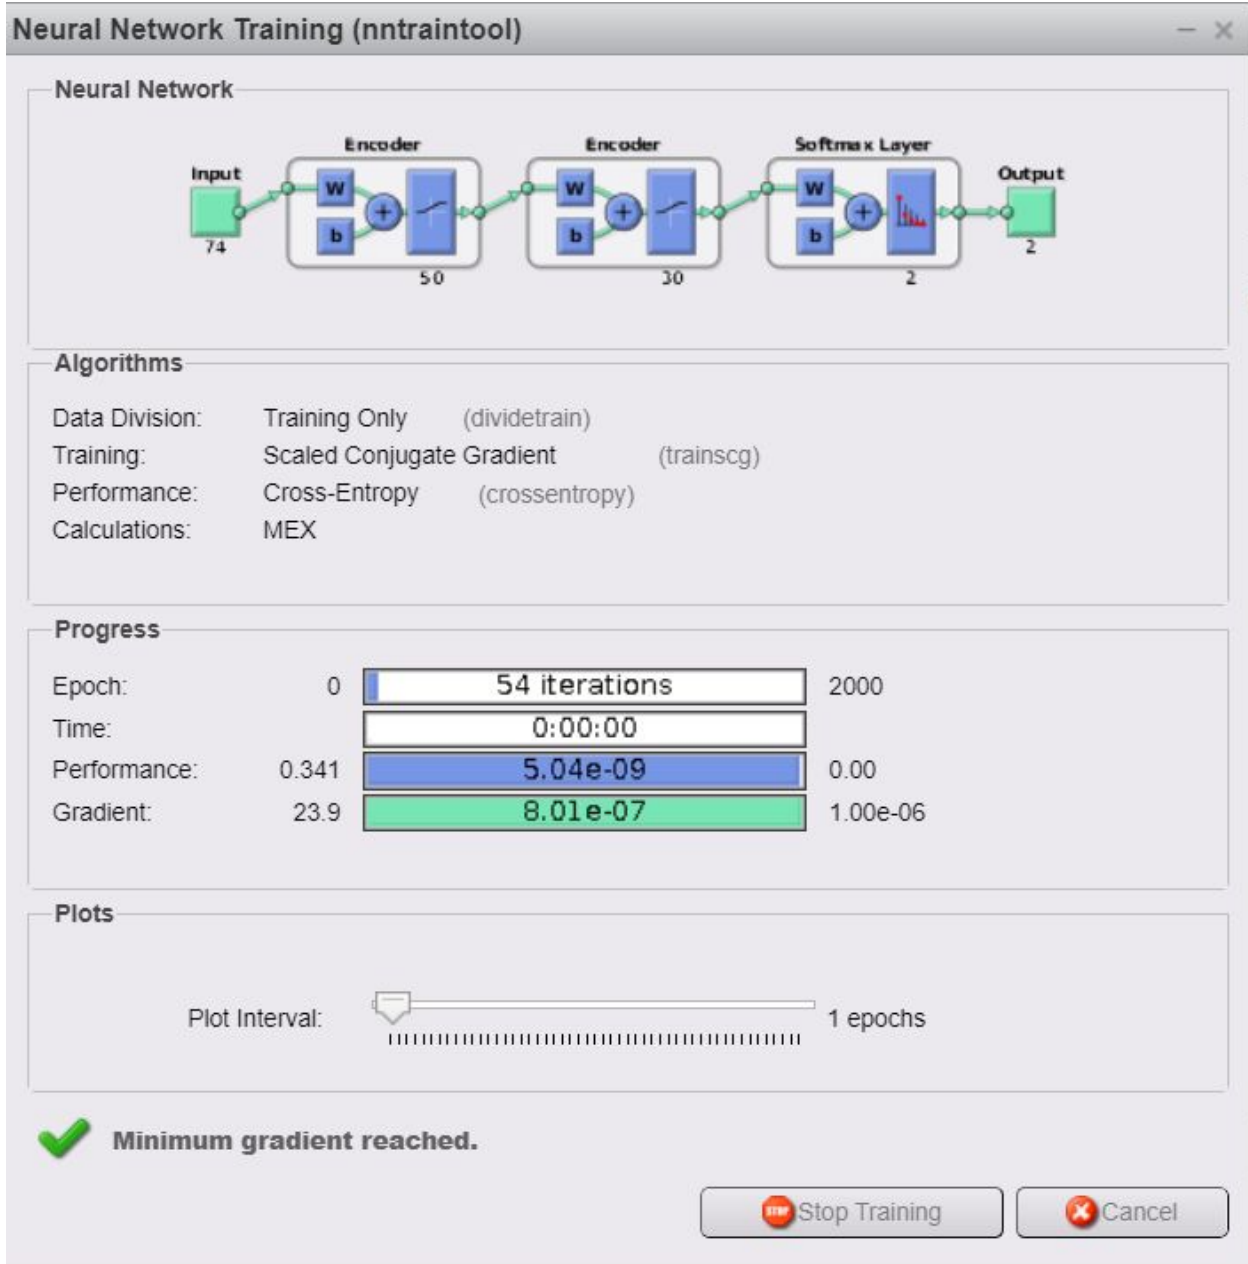 Neural Network Training (nntraintool)
Neural Network
Encoder Encoder Softmax Layer
Input Output
W W W
+ + +
b b b
74 2
50 30 2
Algorithms
Data Division: Training Only (dividetrain)
Training: Scaled Conjugate Gradient (trainscg)
Performance: Cross-Entropy (crossentropy)
Calculations: MEX
Progress
Epoch: 0 54 iterations 2000
Time: 0:00:00
Performance: 0.341 5.04e-09 0.00
Gradient: 23.9 8.01e-07 1.00e-06
Plots
Plot Interval: 1 epochs
Minimum gradient reached.
STOP Stop Training Cancel